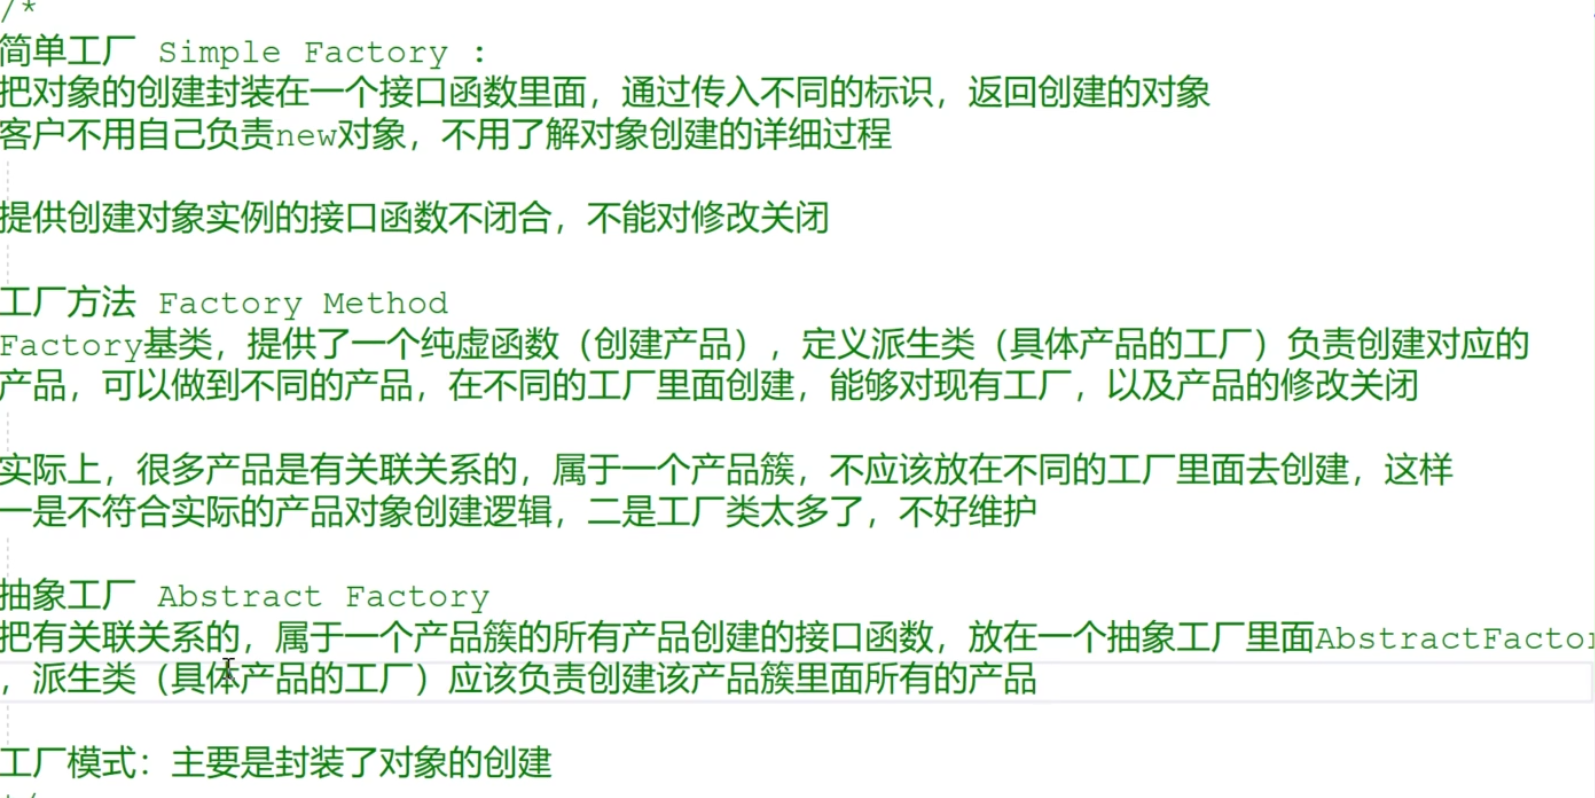 /*
简单工厂 Simple Factory :
把对象的创建封装在一个接口函数里面，通过传入不同的标识，返回创建的对象
客户不用自己负责new对象，不用了解对象创建的详细过程
提供创建对象实例的接口函数不闭合，不能对修改关闭
工厂方法 Factory Method
Factory基类，提供了一个纯虚函数（创建产品），定义派生类（具体产品的工厂）负责创建对应的
产品，可以做到不同的产品，在不同的工厂里面创建，能够对现有工厂，以及产品的修改关闭
实际上，很多产品是有关联关系的，属于一个产品簇，不应该放在不同的工厂里面去创建，这样
一是不符合实际的产品对象创建逻辑，二是工厂类太多了，不好维护
抽象工厂 Abstract Factory
把有关联关系的，属于一个产品簇的所有产品创建的接口函数，放在一个抽象工厂里面AbstractFactor
，派生类（具体产品的工厂）应该负责创建该产品簇里面所有的产品
工厂模式：主要是封装了对象的创建